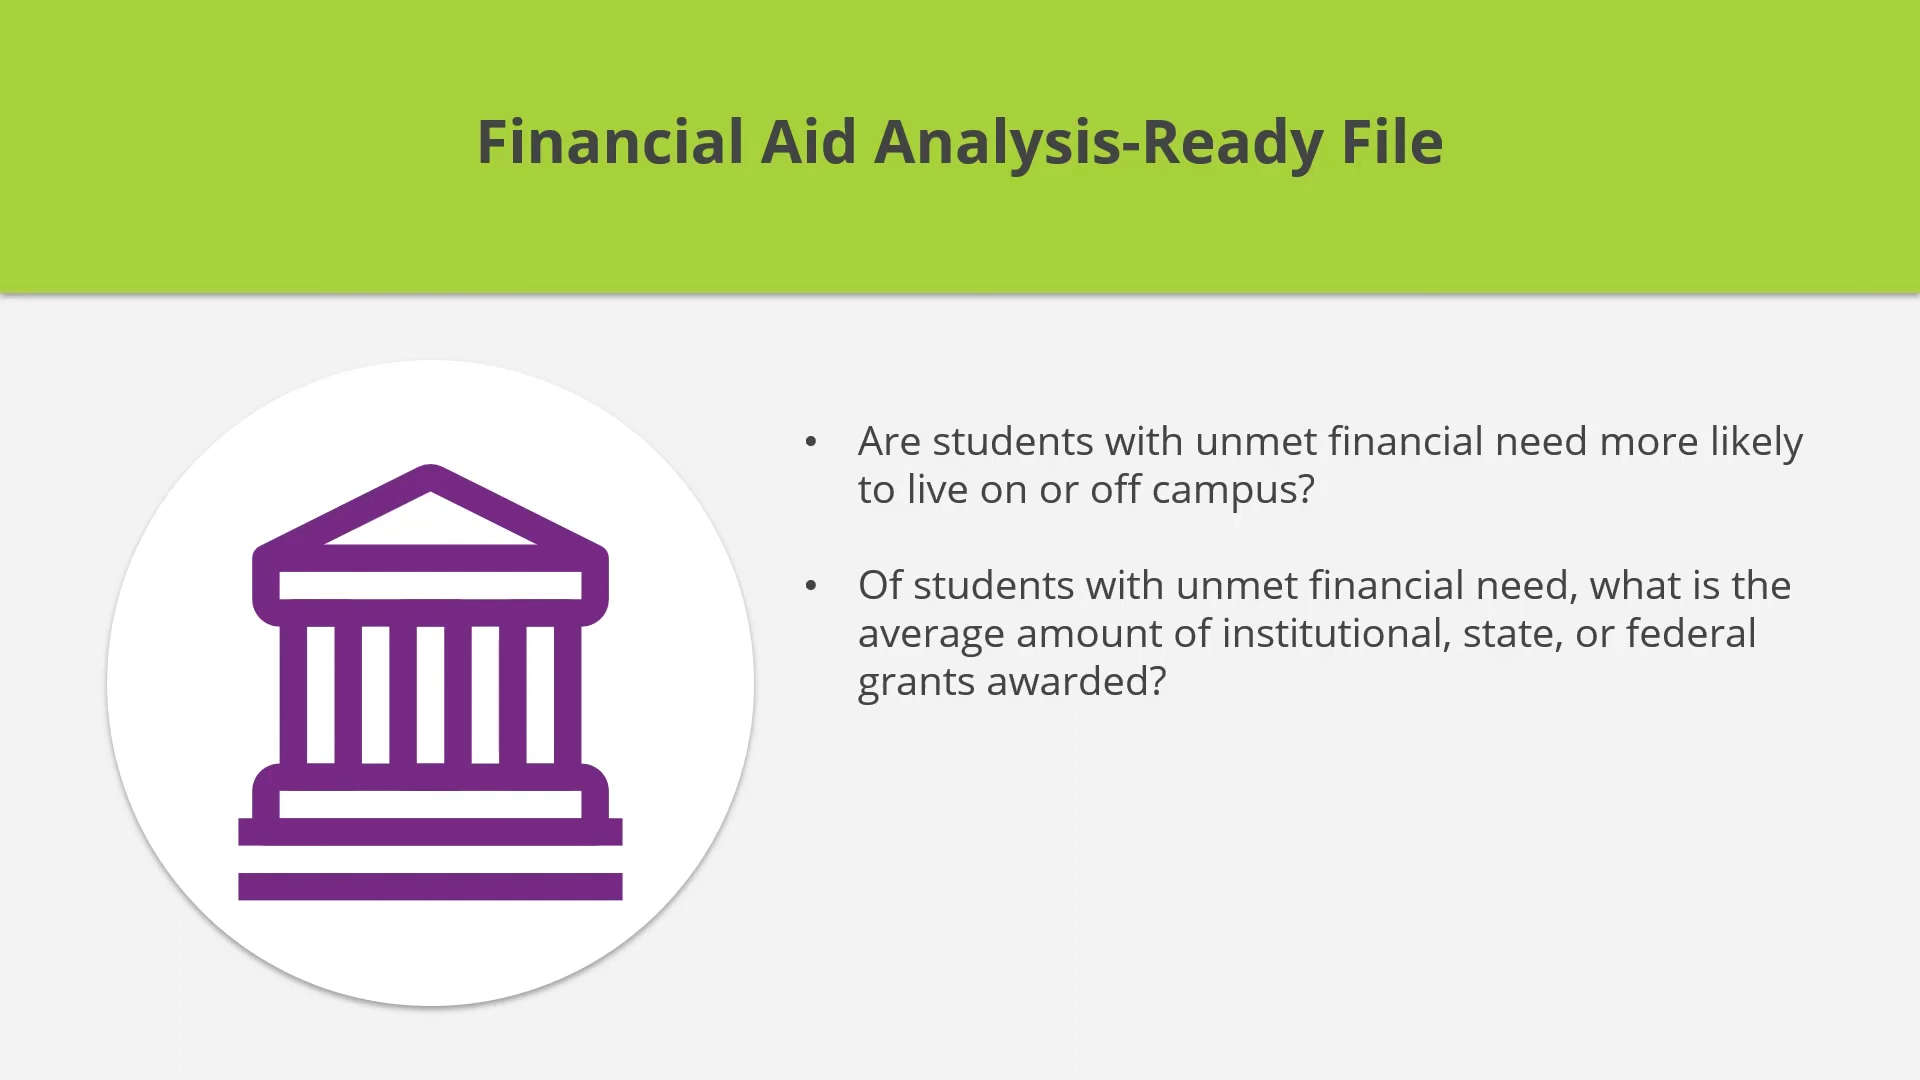 Financial Aid Analysis-Ready File
• Are students with unmet financial need more likely
to live on or off campus?
• Of students with unmet financial need, what is the
average amount of institutional, state, or federal
grants awarded?